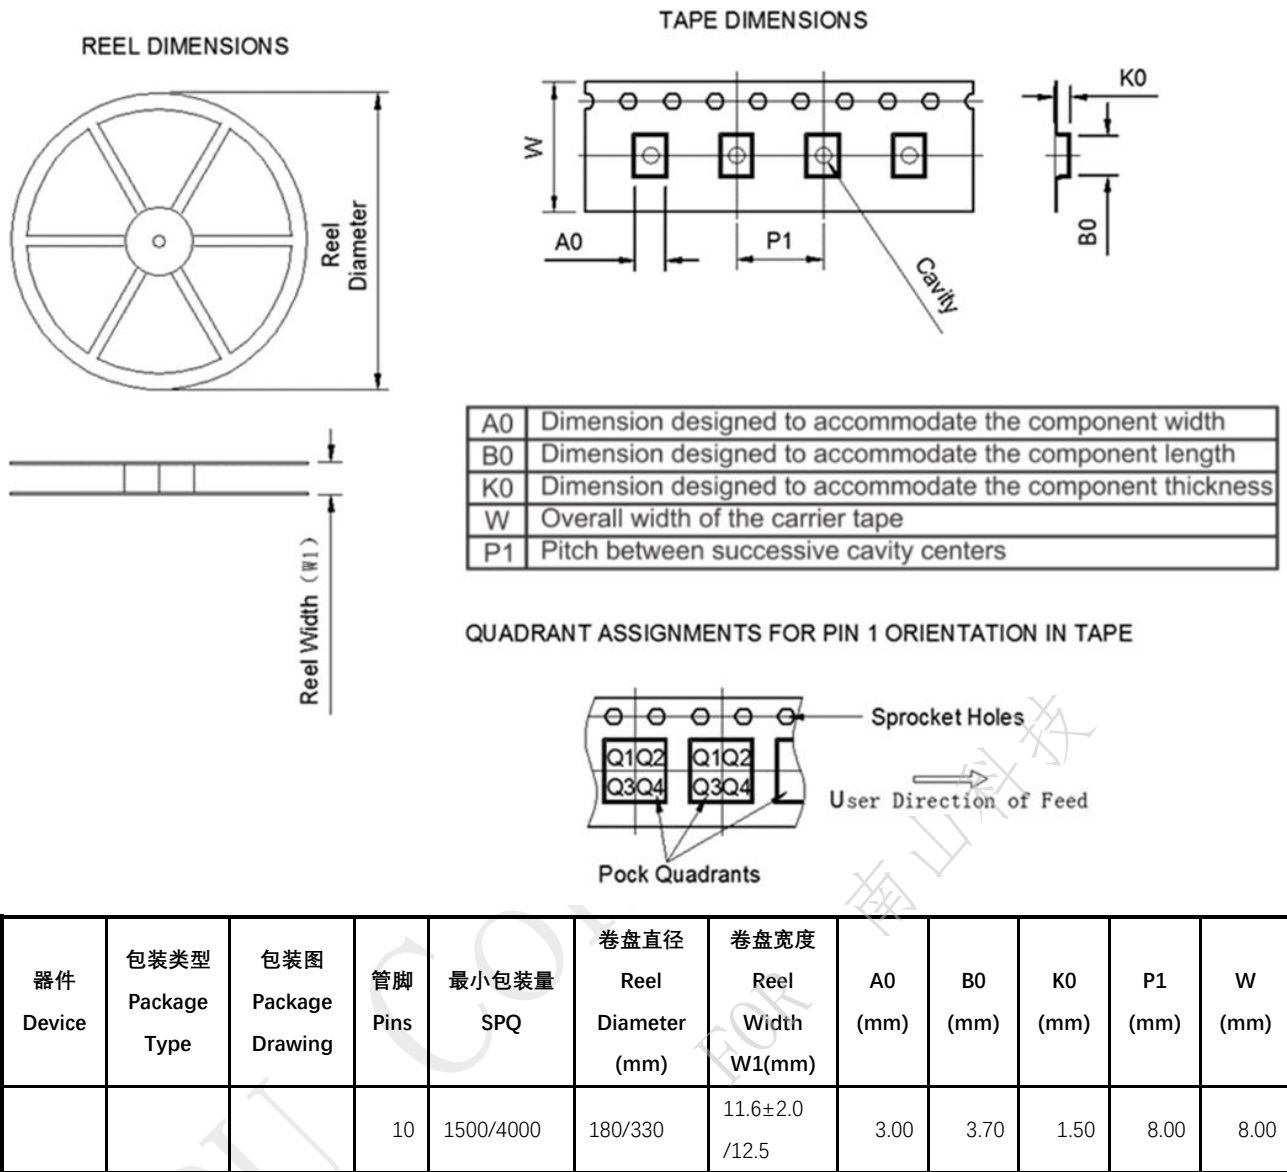 REEL DIMENSIONS
TAPE DIMENSIONS
Reel
Diameter
W
A0
P1
Cavity
K0
B0
Reel Width（W1）
A0 Dimension designed to accommodate the component width
B0 Dimension designed to accommodate the component length
K0 Dimension designed to accommodate the component thickness
W Overall width of the carrier tape
P1 Pitch between successive cavity centers
QUADRANT ASSIGNMENTS FOR PIN 1 ORIENTATION IN TAPE
Sprocket Holes
Q1 Q2 Q1 Q2
Q3 Q4 Q3 Q4
User Direction of Feed
Pock Quadrants
南山科技
FOR
器件
Device
包装类型
Package
Type
包装图
Package
Drawing
管脚
Pins
最小包装量
SPQ
卷盘直径
Reel
Diameter
(mm)
卷盘宽度
Reel
Width
W1(mm)
A0
(mm)
B0
(mm)
K0
(mm)
P1
(mm)
W
(mm)
10
1500/4000
180/330
11.6±2.0
/12.5
3.00
3.70
1.50
8.00
8.00